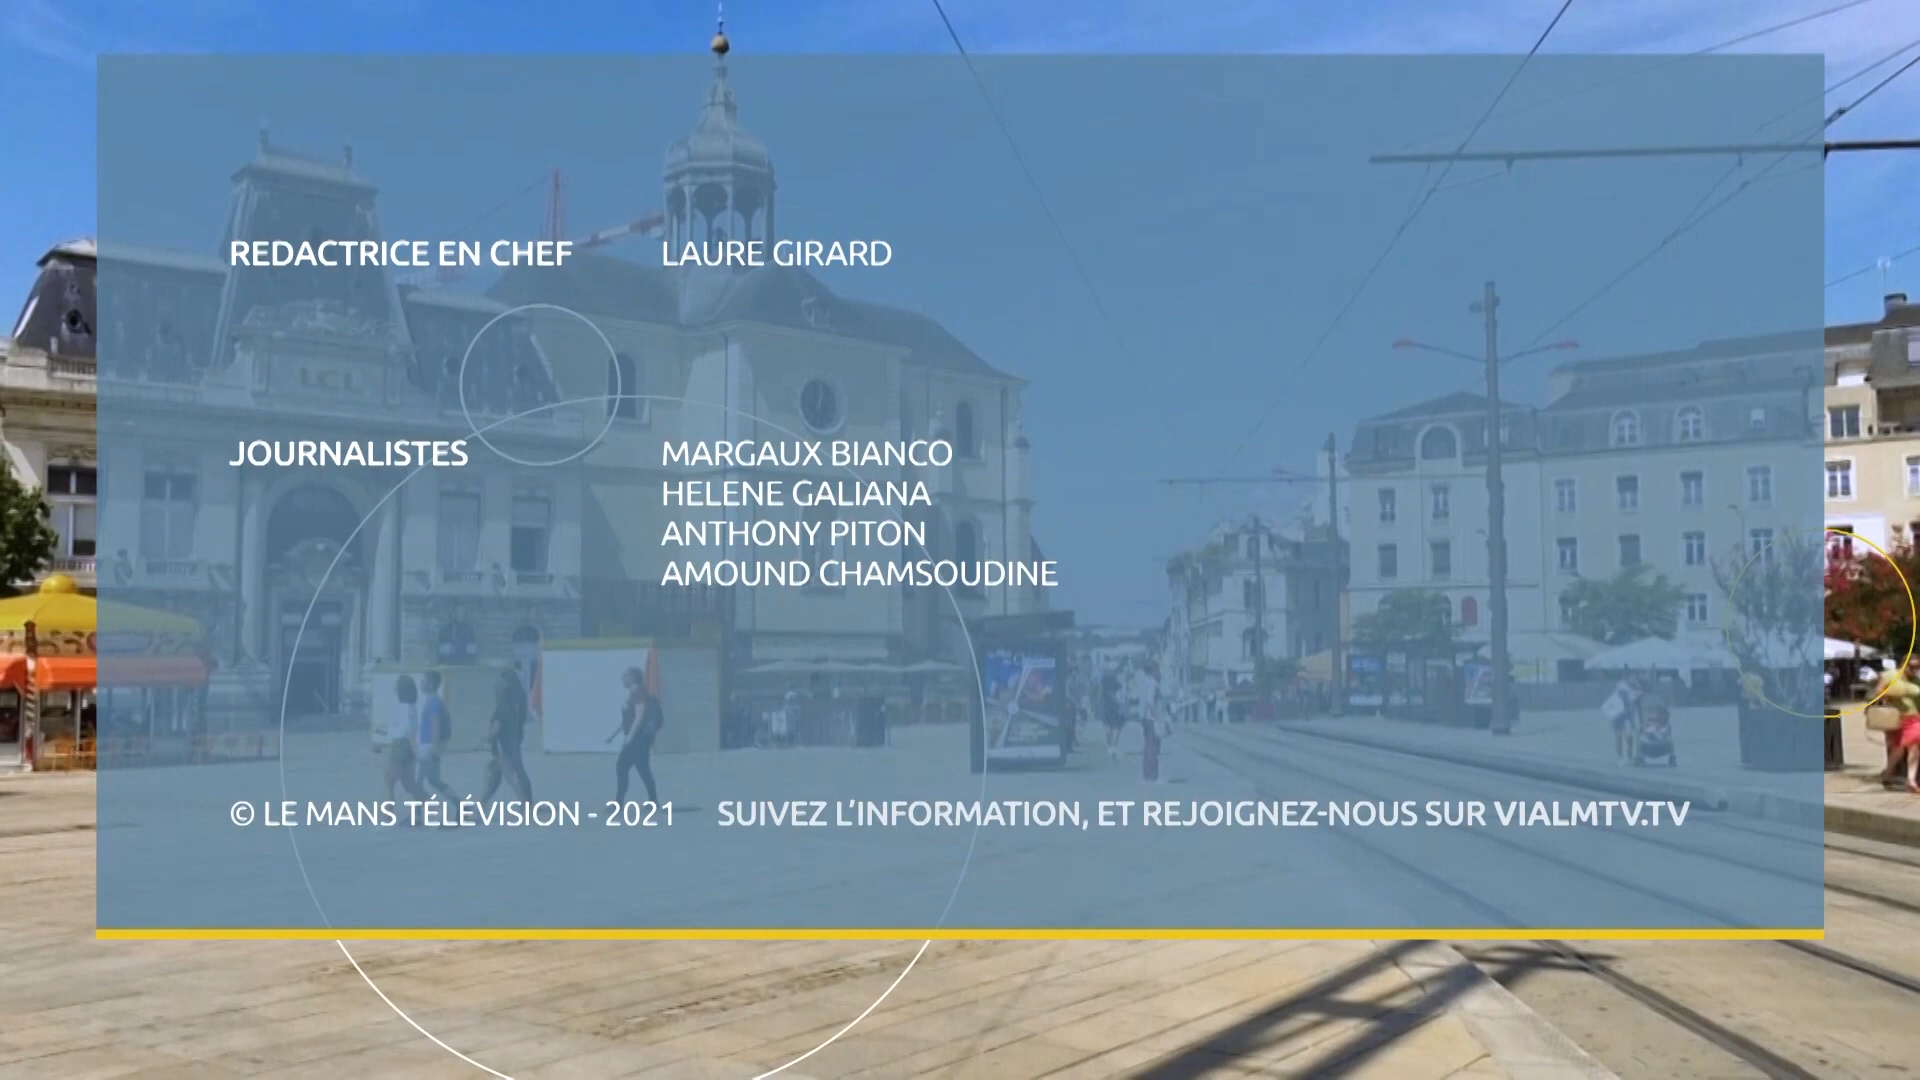 REDACTRICE EN CHEF LAURE GIRARD
LCL
JOURNALISTES MARGAUX BIANCO
HELENE GALIANA
ANTHONY PITON
AMOUND CHAMSOUDINE
© LE MANS TÉLÉVISION - 2021 SUIVEZ L’INFORMATION, ET REJOIGNEZ-NOUS SUR VIALMTV.TV